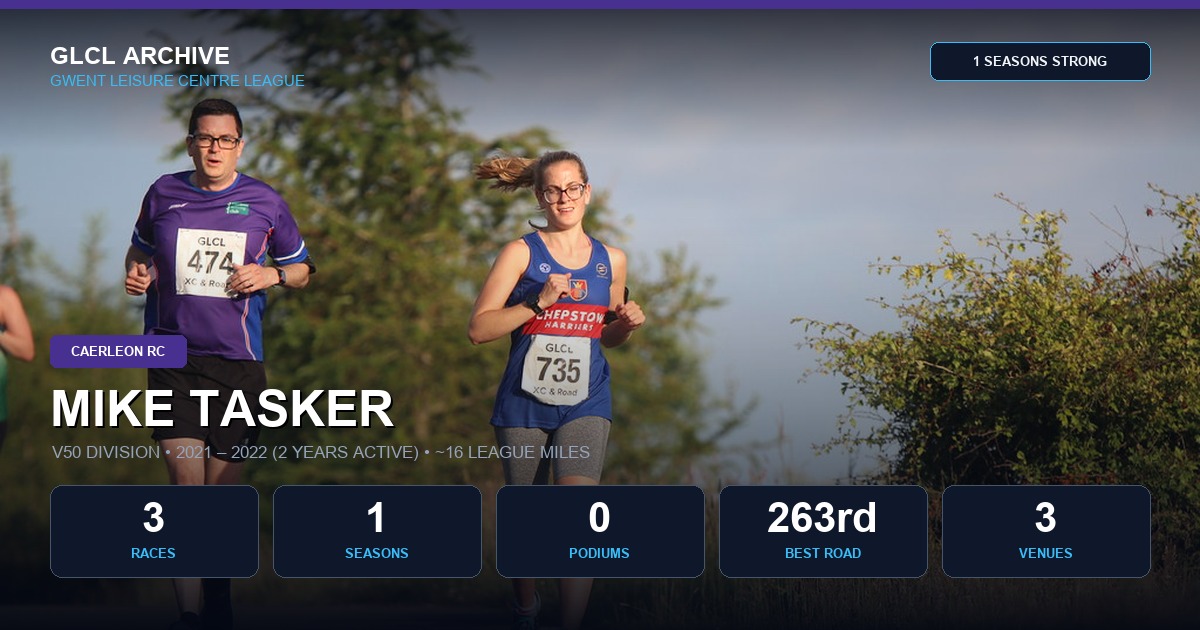 GLCL ARCHIVE
GWENT LEISURE CENTRE LEAGUE
1 SEASONS STRONG
GLCL
474
XC & Road
CHEPSTOW
HARRIERS
GLCL
735
XC & Road
CAERLEON RC
MIKE TASKER
V50 DIVISION • 2021 – 2022 (2 YEARS ACTIVE) • ~16 LEAGUE MILES
3
RACES
1
SEASONS
0
PODIUMS
263rd
BEST ROAD
3
VENUES